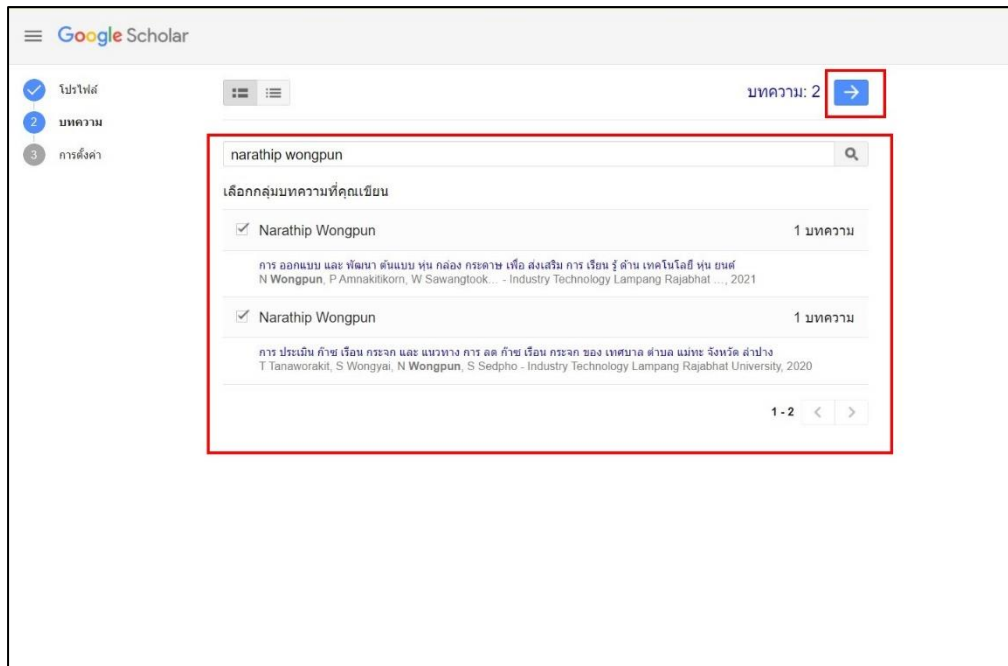 Google Scholar
โปรไฟล์
บทความ: 2
2 บทความ
3 การตั้งค่า
narathip wongpun
เลือกกลุ่มบทความที่คุณเขียน
Narathip Wongpun 1 บทความ
การ ออกแบบ และ พัฒนา ต้นแบบ หุ่น กล่อง กระดาษ เพื่อ ส่งเสริม การ เรียน รู้ ด้าน เทคโนโลยี หุ่น ยนต์
N Wongpun, P Amnakitikorn, W Sawangtook... - Industry Technology Lampang Rajabhat ..., 2021
Narathip Wongpun 1 บทความ
การ ประเมิน ก๊าซ เรือน กระจก และ แนวทาง การ ลด ก๊าซ เรือน กระจก ของ เทศบาล ตำบล แม่ทะ จังหวัด ลำปาง
T Tanaworakit, S Wongyai, N Wongpun, S Sedpho - Industry Technology Lampang Rajabhat University, 2020
1 - 2